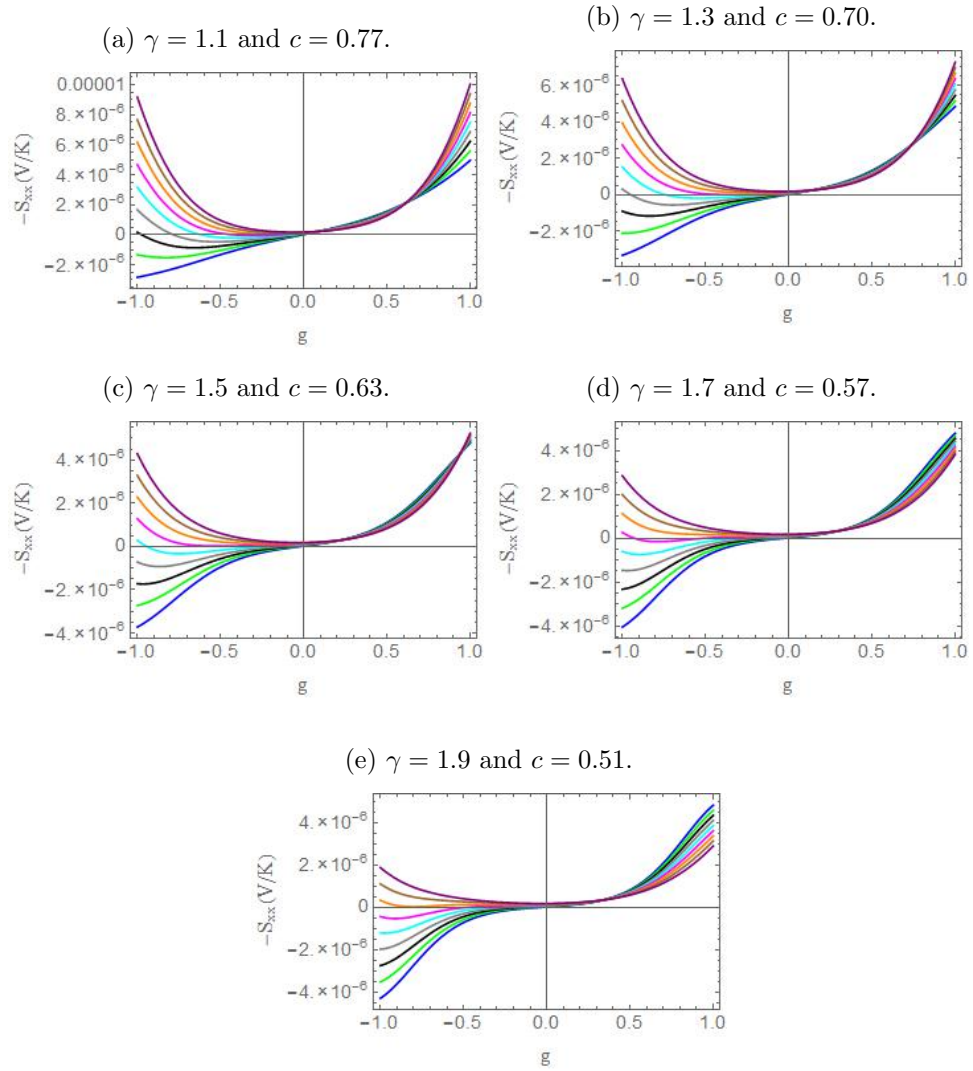 (a) γ = 1.1 and c = 0.77.
(b) γ = 1.3 and c = 0.70.
0.00001
8.×10⁻⁶
6.×10⁻⁶
4.×10⁻⁶
2.×10⁻⁶
0
−2.×10⁻⁶
−Sₓₓ(V/K)
−1.0 −0.5 0.0 0.5 1.0
g
6.×10⁻⁶
4.×10⁻⁶
2.×10⁻⁶
0
−2.×10⁻⁶
−Sₓₓ(V/K)
−1.0 −0.5 0.0 0.5 1.0
g
(c) γ = 1.5 and c = 0.63.
(d) γ = 1.7 and c = 0.57.
4.×10⁻⁶
2.×10⁻⁶
0
−2.×10⁻⁶
−4.×10⁻⁶
−Sₓₓ(V/K)
−1.0 −0.5 0.0 0.5 1.0
g
4.×10⁻⁶
2.×10⁻⁶
0
−2.×10⁻⁶
−4.×10⁻⁶
−Sₓₓ(V/K)
−1.0 −0.5 0.0 0.5 1.0
g
(e) γ = 1.9 and c = 0.51.
4.×10⁻⁶
2.×10⁻⁶
0
−2.×10⁻⁶
−4.×10⁻⁶
−Sₓₓ(V/K)
−1.0 −0.5 0.0 0.5 1.0
g